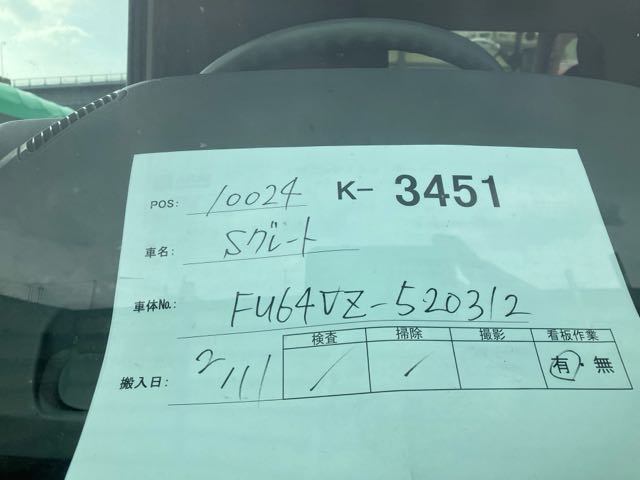 POS: 10024 K- 3451
車名: Sグレート
車体No.: FU64VZ-520312
検査 掃除 撮影 看板作業
搬入日: 2/11 / / 有・無